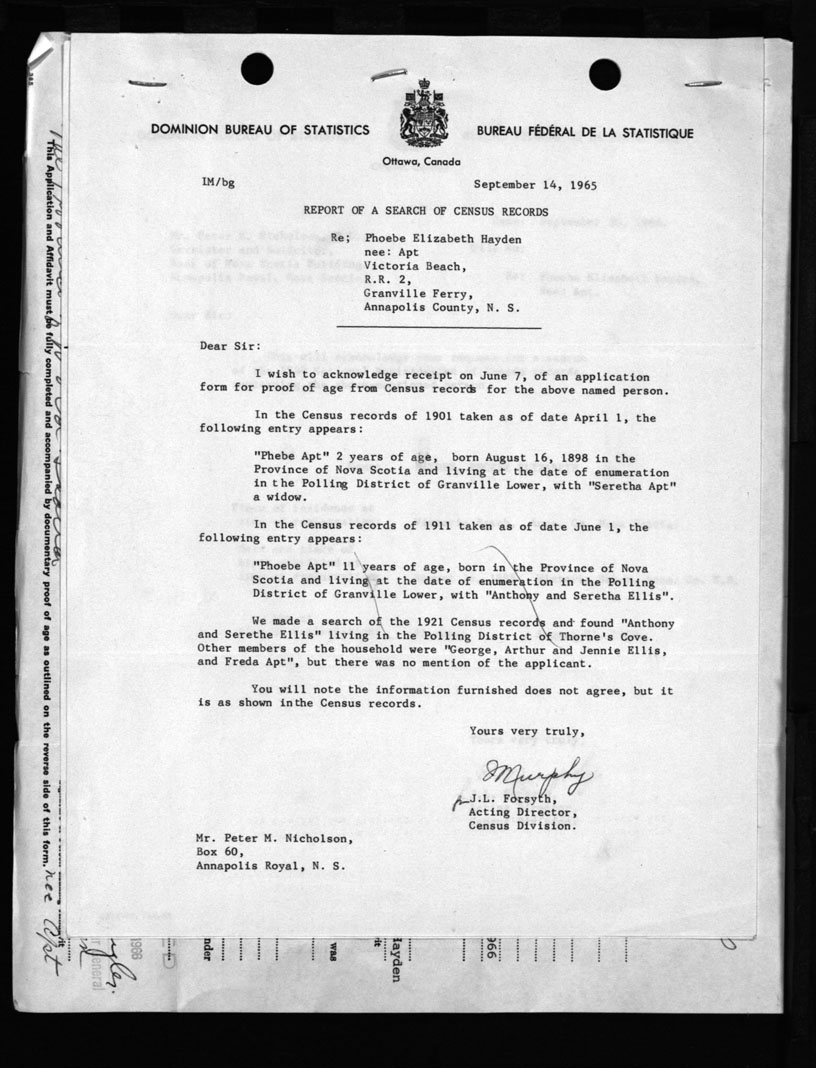 DOMINION BUREAU OF STATISTICS
BUREAU FÉDÉRAL DE LA STATISTIQUE
Ottawa, Canada
IM/bg
September 14, 1965
REPORT OF A SEARCH OF CENSUS RECORDS
Re; Phoebe Elizabeth Hayden
nee: Apt
Victoria Beach,
R.R. 2,
Granville Ferry,
Annapolis County, N. S.
Dear Sir:
I wish to acknowledge receipt on June 7, of an application
form for proof of age from Census records for the above named person.
In the Census records of 1901 taken as of date April 1, the
following entry appears:
"Phebe Apt" 2 years of age, born August 16, 1898 in the
Province of Nova Scotia and living at the date of enumeration
in the Polling District of Granville Lower, with "Seretha Apt"
a widow.
In the Census records of 1911 taken as of date June 1, the
following entry appears:
"Phoebe Apt" 11 years of age, born in the Province of Nova
Scotia and living at the date of enumeration in the Polling
District of Granville Lower, with "Anthony and Seretha Ellis".
We made a search of the 1921 Census records and found "Anthony
and Serethe Ellis" living in the Polling District of Thorne's Cove.
Other members of the household were "George, Arthur and Jennie Ellis,
and Freda Apt", but there was no mention of the applicant.
You will note the information furnished does not agree, but it
is as shown in the Census records.
Yours very truly,
Murphy
J.L. Forsyth,
Acting Director,
Census Division.
Mr. Peter M. Nicholson,
Box 60,
Annapolis Royal, N. S.
This Application and Affidavit must be fully completed and accompanied by documentary proof of age as outlined on the reverse side of this form.
nee Apt
1966
nder
was
Hayden
966